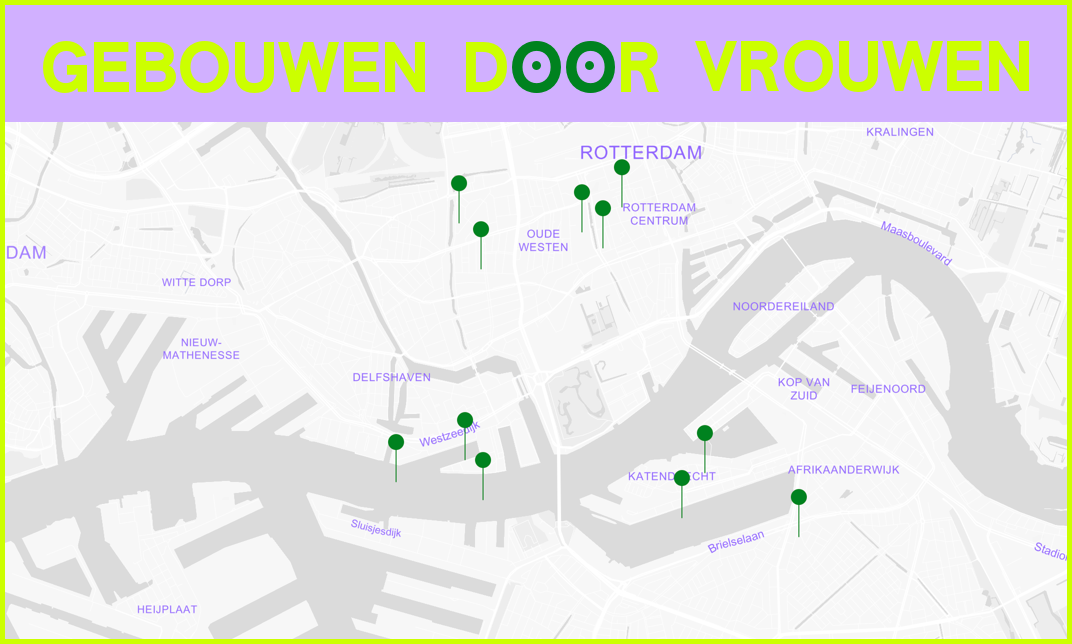 GEBOUWEN DOOR VROUWEN
KRALINGEN
ROTTERDAM
ROTTERDAM
CENTRUM
OUDE
WESTEN
Maasboulevard
DAM
WITTE DORP
NOORDEREILAND
NIEUW-
MATHENESSE
DELFSHAVEN
KOP VAN
ZUID
FEIJENOORD
Westzeedijk
KATENDRECHT
AFRIKAANDERWIJK
Sluisjesdijk
Brielselaan
Stadio
HEIJPLAAT